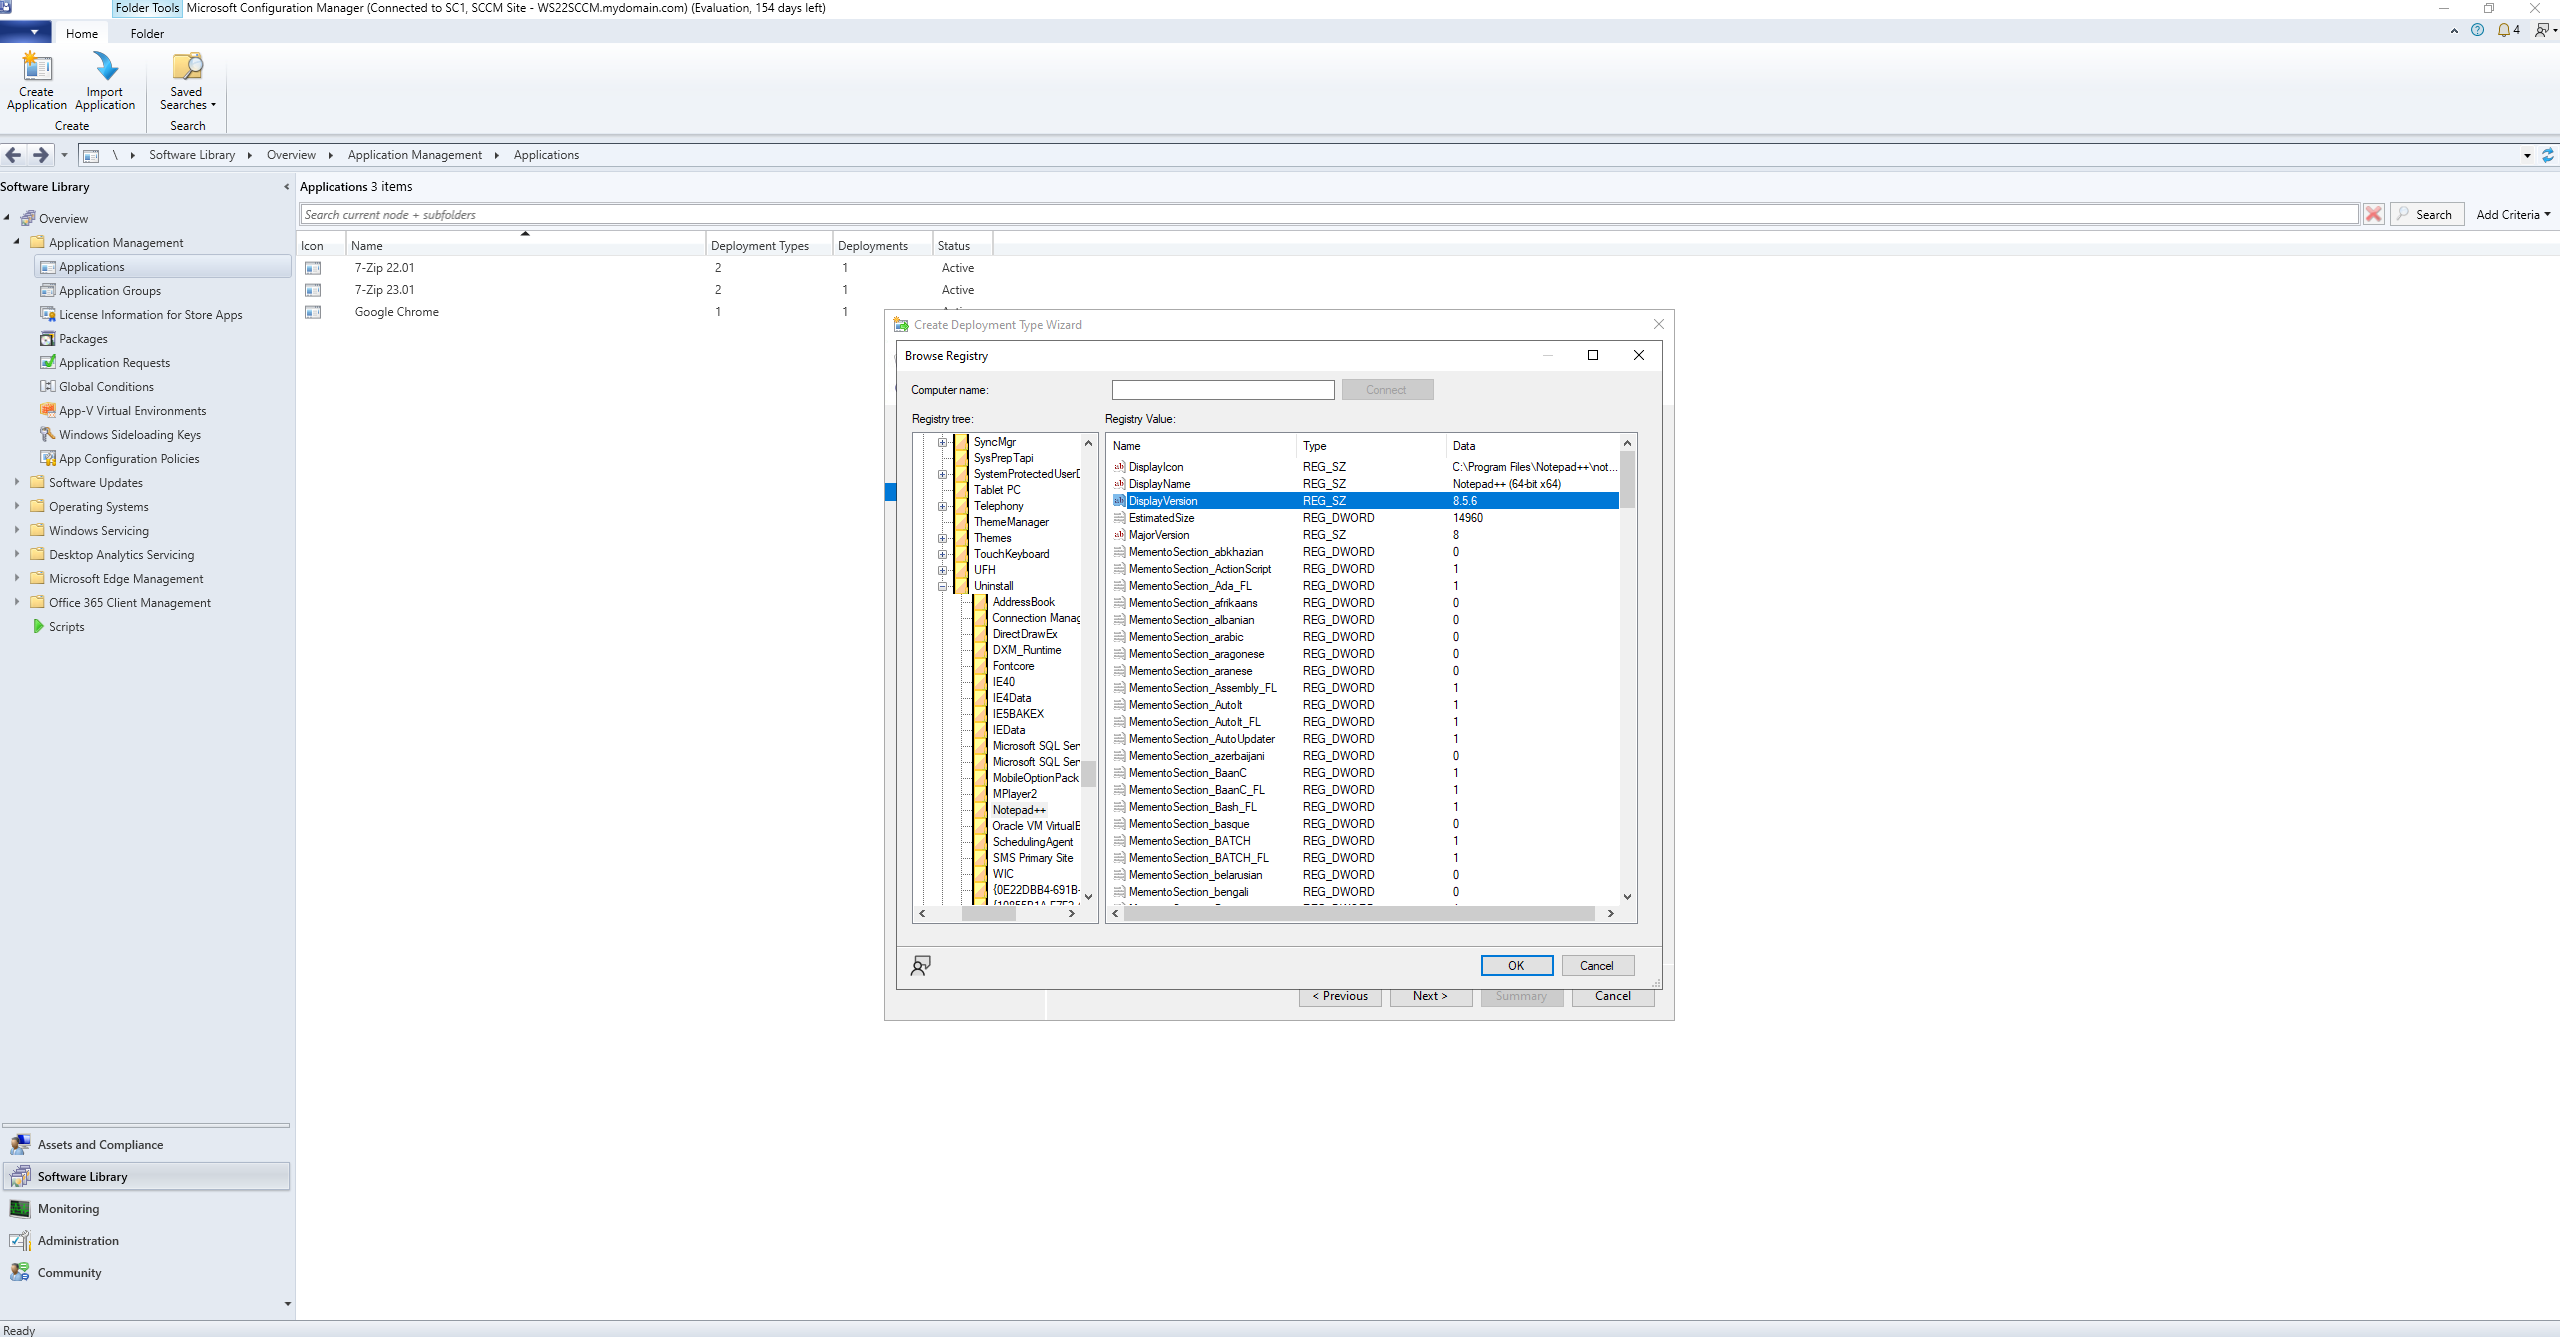 Folder Tools Microsoft Configuration Manager (Connected to SC1, SCCM Site - WS22SCCM.mydomain.com) (Evaluation, 154 days left)
Home Folder
4
Create Application
Import Application
Saved Searches
Create Search
\ Software Library Overview Application Management Applications
Software Library
Overview
Application Management
Applications
Application Groups
License Information for Store Apps
Packages
Application Requests
Global Conditions
App-V Virtual Environments
Windows Sideloading Keys
App Configuration Policies
Software Updates
Operating Systems
Windows Servicing
Desktop Analytics Servicing
Microsoft Edge Management
Office 365 Client Management
Scripts
Assets and Compliance
Software Library
Monitoring
Administration
Community
Applications 3 items
Search current node + subfolders Search Add Criteria
Icon Name Deployment Types Deployments Status
7-Zip 22.01 2 1 Active
7-Zip 23.01 2 1 Active
Google Chrome 1 1
Create Deployment Type Wizard
Browse Registry
Computer name: Connect
Registry tree:
SyncMgr
SysPrepTapi
SystemProtectedUserD
Tablet PC
Telephony
ThemeManager
Themes
TouchKeyboard
UFH
Uninstall
AddressBook
Connection Manag
DirectDrawEx
DXM_Runtime
Fontcore
IE40
IE4Data
IE5BAKEX
IEData
Microsoft SQL Ser
Microsoft SQL Ser
MobileOptionPack
MPlayer2
Notepad++
Oracle VM VirtualB
SchedulingAgent
SMS Primary Site
WIC
{0E22DBB4-691B-
Registry Value:
Name Type Data
DisplayIcon REG_SZ C:\Program Files\Notepad++\not...
DisplayName REG_SZ Notepad++ (64-bit x64)
DisplayVersion REG_SZ 8.5.6
EstimatedSize REG_DWORD 14960
MajorVersion REG_SZ 8
MementoSection_abkhazian REG_DWORD 0
MementoSection_ActionScript REG_DWORD 1
MementoSection_Ada_FL REG_DWORD 1
MementoSection_afrikaans REG_DWORD 0
MementoSection_albanian REG_DWORD 0
MementoSection_arabic REG_DWORD 0
MementoSection_aragonese REG_DWORD 0
MementoSection_aranese REG_DWORD 0
MementoSection_Assembly_FL REG_DWORD 1
MementoSection_AutoIt REG_DWORD 1
MementoSection_AutoIt_FL REG_DWORD 1
MementoSection_AutoUpdater REG_DWORD 1
MementoSection_azerbaijani REG_DWORD 0
MementoSection_BaanC REG_DWORD 1
MementoSection_BaanC_FL REG_DWORD 1
MementoSection_Bash_FL REG_DWORD 1
MementoSection_basque REG_DWORD 0
MementoSection_BATCH REG_DWORD 1
MementoSection_BATCH_FL REG_DWORD 1
MementoSection_belarusian REG_DWORD 0
MementoSection_bengali REG_DWORD 0
OK Cancel
< Previous Next > Summary Cancel
Ready